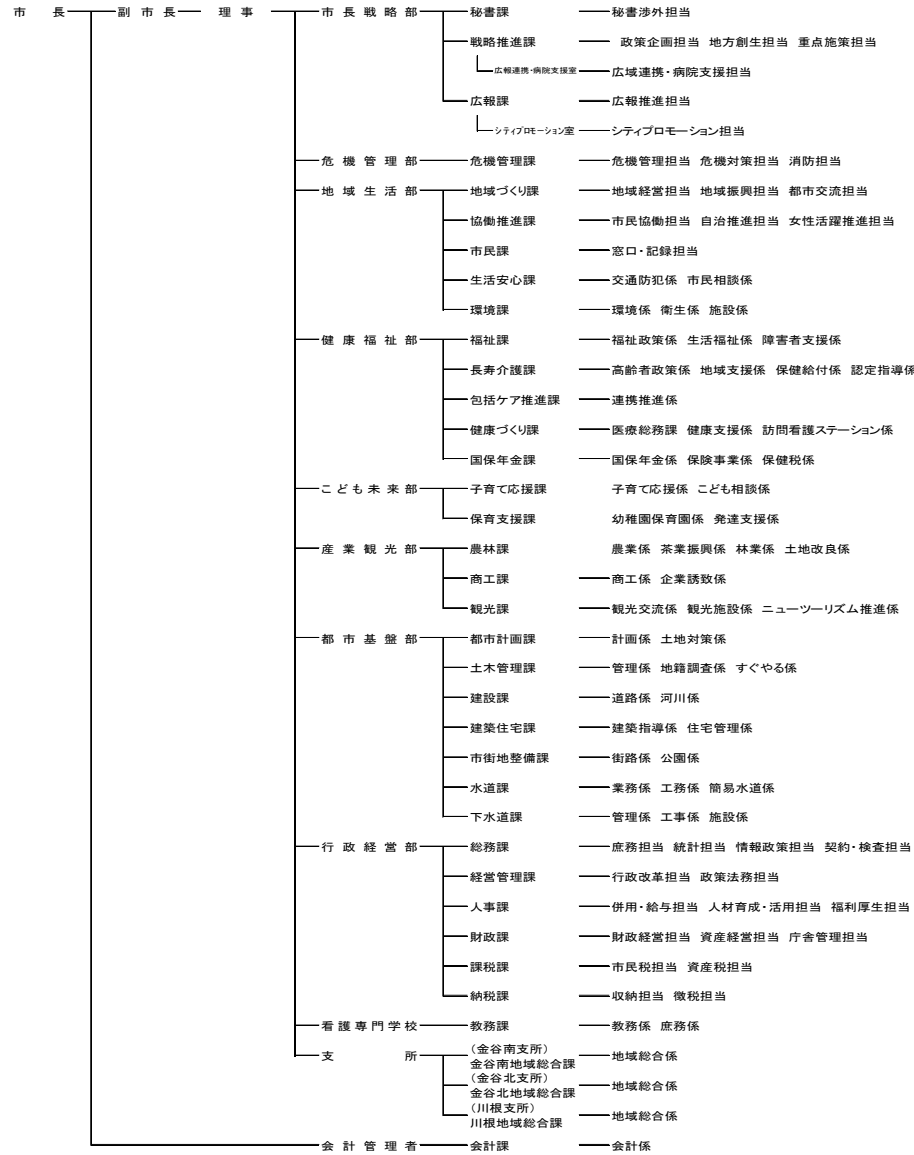 市長 副市長 理事 市長戦略部 秘書課 秘書渉外担当
戦略推進課 政策企画担当 地方創生担当 重点施策担当
広報連携・病院支援室 広域連携・病院支援担当
広報課 広報推進担当
シティプロモーション室 シティプロモーション担当
危機管理部 危機管理課 危機管理担当 危機対策担当 消防担当
地域生活部 地域づくり課 地域経営担当 地域振興担当 都市交流担当
協働推進課 市民協働担当 自治推進担当 女性活躍推進担当
市民課 窓口・記録担当
生活安心課 交通防犯係 市民相談係
環境課 環境係 衛生係 施設係
健康福祉部 福祉課 福祉政策係 生活福祉係 障害者支援係
長寿介護課 高齢者政策係 地域支援係 保健給付係 認定指導係
包括ケア推進課 連携推進係
健康づくり課 医療総務課 健康支援係 訪問看護ステーション係
国保年金課 国保年金係 保険事業係 保健税係
こども未来部 子育て応援課 子育て応援係 こども相談係
保育支援課 幼稚園保育園係 発達支援係
産業観光部 農林課 農業係 茶業振興係 林業係 土地改良係
商工課 商工係 企業誘致係
観光課 観光交流係 観光施設係 ニューツーリズム推進係
都市基盤部 都市計画課 計画係 土地対策係
土木管理課 管理係 地籍調査係 すぐやる係
建設課 道路係 河川係
建築住宅課 建築指導係 住宅管理係
市街地整備課 街路係 公園係
水道課 業務係 工務係 簡易水道係
下水道課 管理係 工事係 施設係
行政経営部 総務課 庶務担当 統計担当 情報政策担当 契約・検査担当
経営管理課 行政改革担当 政策法務担当
人事課 併用・給与担当 人材育成・活用担当 福利厚生担当
財政課 財政経営担当 資産経営担当 庁舎管理担当
課税課 市民税担当 資産税担当
納税課 収納担当 徴税担当
看護専門学校 教務課 教務係 庶務係
支所 (金谷南支所)
金谷南地域総合課 地域総合係
(金谷北支所)
金谷北地域総合課 地域総合係
(川根支所)
川根地域総合課 地域総合係
会計管理者 会計課 会計係